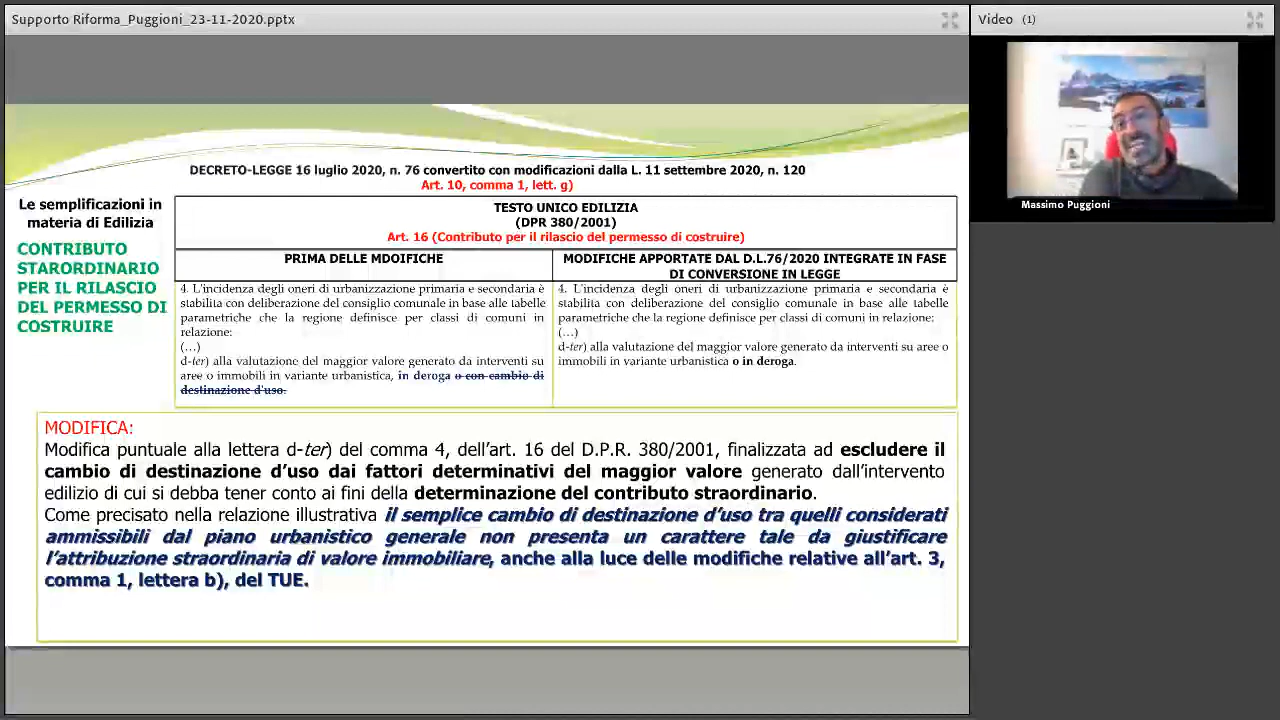 Supporto Riforma_Puggioni_23-11-2020.pptx
Video (1)
Massimo Puggioni
DECRETO-LEGGE 16 luglio 2020, n. 76 convertito con modificazioni dalla L. 11 settembre 2020, n. 120
Art. 10, comma 1, lett. g)
Le semplificazioni in
materia di Edilizia
CONTRIBUTO
STARORDINARIO
PER IL RILASCIO
DEL PERMESSO DI
COSTRUIRE
TESTO UNICO EDILIZIA
(DPR 380/2001)
Art. 16 (Contributo per il rilascio del permesso di costruire)
PRIMA DELLE MDOIFICHE
4. L'incidenza degli oneri di urbanizzazione primaria e secondaria è
stabilita con deliberazione del consiglio comunale in base alle tabelle
parametriche che la regione definisce per classi di comuni in
relazione:
(…)
d-ter) alla valutazione del maggior valore generato da interventi su
aree o immobili in variante urbanistica, in deroga o con cambio di
destinazione d'uso.
MODIFICHE APPORTATE DAL D.L.76/2020 INTEGRATE IN FASE
DI CONVERSIONE IN LEGGE
4. L'incidenza degli oneri di urbanizzazione primaria e secondaria è
stabilita con deliberazione del consiglio comunale in base alle tabelle
parametriche che la regione definisce per classi di comuni in relazione:
(…)
d-ter) alla valutazione del maggior valore generato da interventi su aree o
immobili in variante urbanistica o in deroga.
MODIFICA:
Modifica puntuale alla lettera d-ter) del comma 4, dell'art. 16 del D.P.R. 380/2001, finalizzata ad escludere il
cambio di destinazione d'uso dai fattori determinativi del maggior valore generato dall'intervento
edilizio di cui si debba tener conto ai fini della determinazione del contributo straordinario.
Come precisato nella relazione illustrativa il semplice cambio di destinazione d'uso tra quelli considerati
ammissibili dal piano urbanistico generale non presenta un carattere tale da giustificare
l'attribuzione straordinaria di valore immobiliare, anche alla luce delle modifiche relative all'art. 3,
comma 1, lettera b), del TUE.